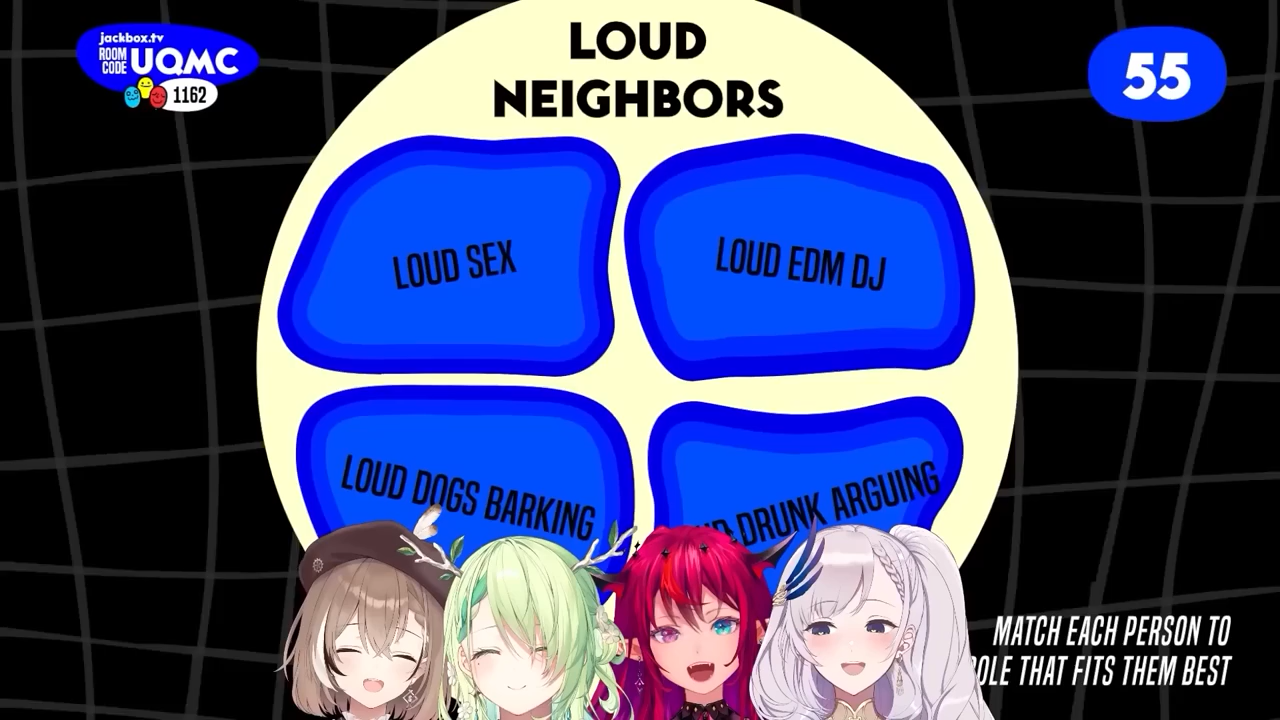 jackbox.tv
ROOM
CODE
UQMC
1162
55
LOUD
NEIGHBORS
LOUD SEX
LOUD EDM DJ
LOUD DOGS BARKING
DRUNK ARGUING
MATCH EACH PERSON TO
THAT FITS THEM BEST